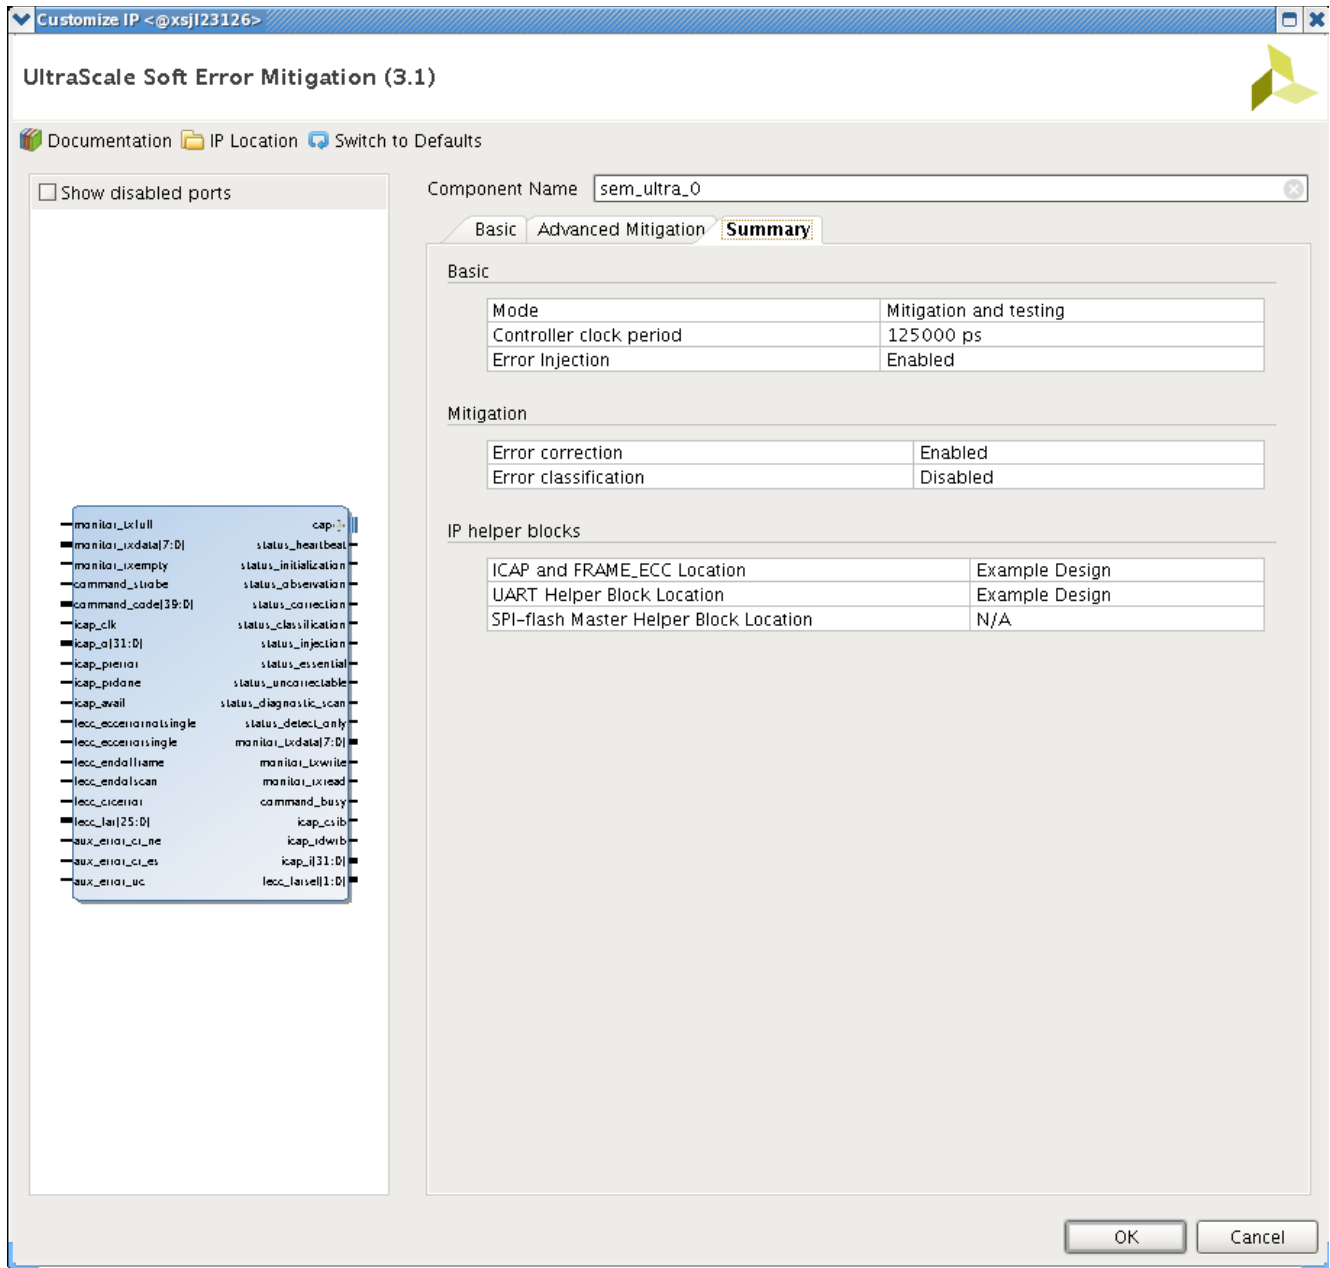 Customize IP <@xsjl23126>
UltraScale Soft Error Mitigation (3.1)
Documentation IP Location Switch to Defaults
Show disabled ports
monitor_txfull
monitor_rxdata[7:0]
monitor_rxempty
command_strobe
command_code[39:0]
icap_clk
icap_o[31:0]
icap_prerror
icap_prdone
icap_avail
fecc_eccerrornotsingle
fecc_eccerrorsingle
fecc_endofframe
fecc_endofscan
fecc_crcerror
fecc_far[25:0]
aux_error_cr_ne
aux_error_cr_es
aux_error_uc
status_heartbeat
status_initialization
status_observation
status_correction
status_classification
status_injection
status_essential
status_uncorrectable
status_diagnostic_scan
status_detect_only
monitor_txdata[7:0]
monitor_txwrite
monitor_rxread
command_busy
icap_csib
icap_rdwrb
icap_i[31:0]
fecc_farsel[1:0]
Component Name sem_ultra_0
Basic Advanced Mitigation Summary
Basic
Mode Mitigation and testing
Controller clock period 125000 ps
Error Injection Enabled
Mitigation
Error correction Enabled
Error classification Disabled
IP helper blocks
ICAP and FRAME_ECC Location Example Design
UART Helper Block Location Example Design
SPI-flash Master Helper Block Location N/A
OK Cancel